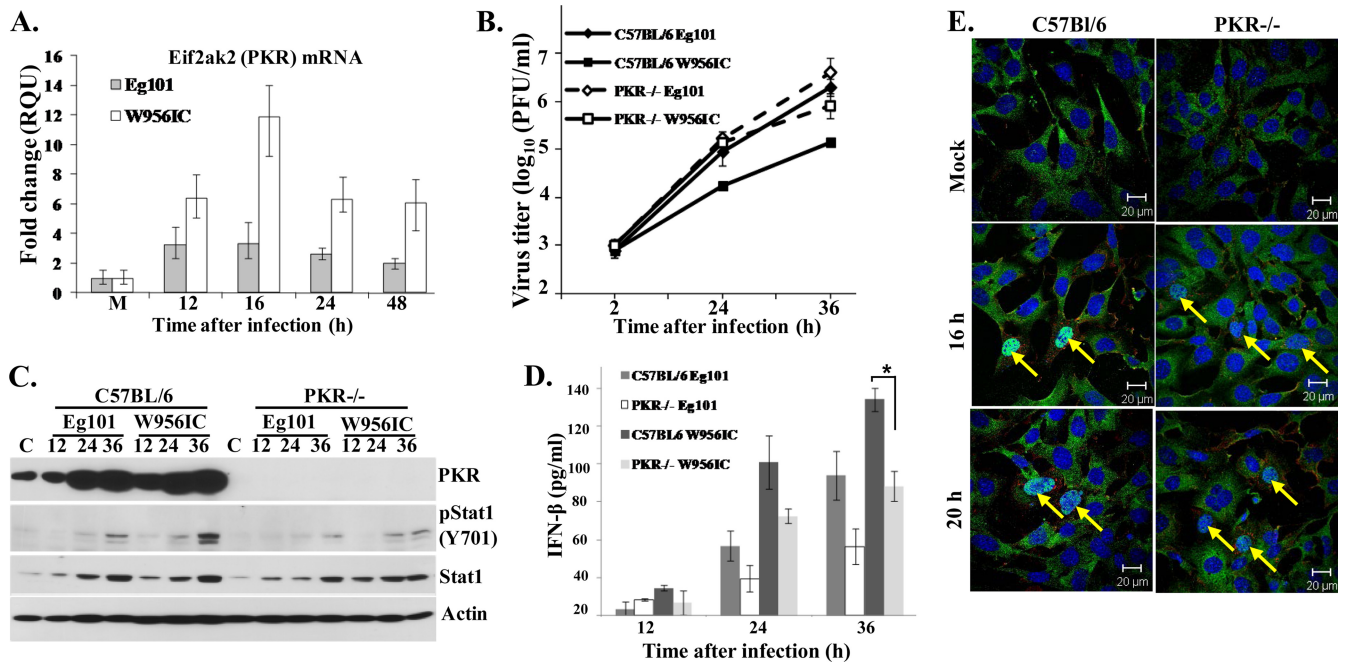 A.
Eif2ak2 (PKR) mRNA
Eg101
W956IC
Fold change (RQU)
16
14
12
10
8
6
4
2
0
M 12 16 24 48
Time after infection (h)
B.
C57BL/6 Eg101
C57BL/6 W956IC
PKR-/- Eg101
PKR-/- W956IC
Virus titer (log10 (PFU/ml)
7
6
5
4
3
2
2 24 36
Time after infection (h)
C.
C57BL/6 PKR-/-
Eg101 W956IC Eg101 W956IC
C 12 24 36 12 24 36 C 12 24 36 12 24 36
PKR
pStat1
(Y701)
Stat1
Actin
D.
C57BL/6 Eg101
PKR-/- Eg101
C57BL6 W956IC
PKR-/- W956IC
*
IFN-β (pg/ml)
140
120
100
80
60
40
20
12 24 36
Time after infection (h)
E.
C57Bl/6 PKR-/-
Mock
20 µm 20 µm
16 h
20 µm 20 µm
20 h
20 µm 20 µm